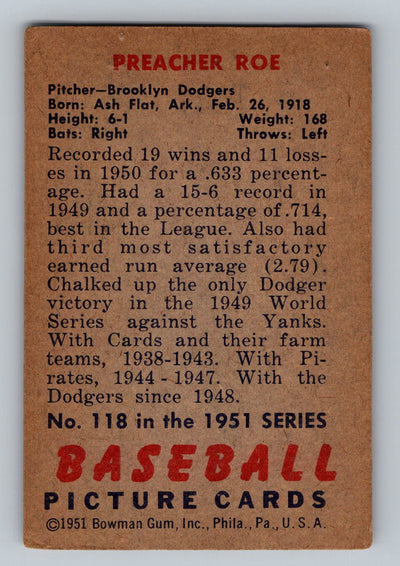 PREACHER ROE
Pitcher—Brooklyn Dodgers
Born: Ash Flat, Ark., Feb. 26, 1918
Height: 6-1 Weight: 168
Bats: Right Throws: Left
Recorded 19 wins and 11 loss-
es in 1950 for a .633 percent-
age. Had a 15-6 record in
1949 and a percentage of .714,
best in the League. Also had
third most satisfactory
earned run average (2.79).
Chalked up the only Dodger
victory in the 1949 World
Series against the Yanks.
With Cards and their farm
teams, 1938-1943. With Pi-
rates, 1944 - 1947. With the
Dodgers since 1948.
No. 118 in the 1951 SERIES
BASEBALL
PICTURE CARDS
©1951 Bowman Gum, Inc., Phila., Pa., U. S. A.